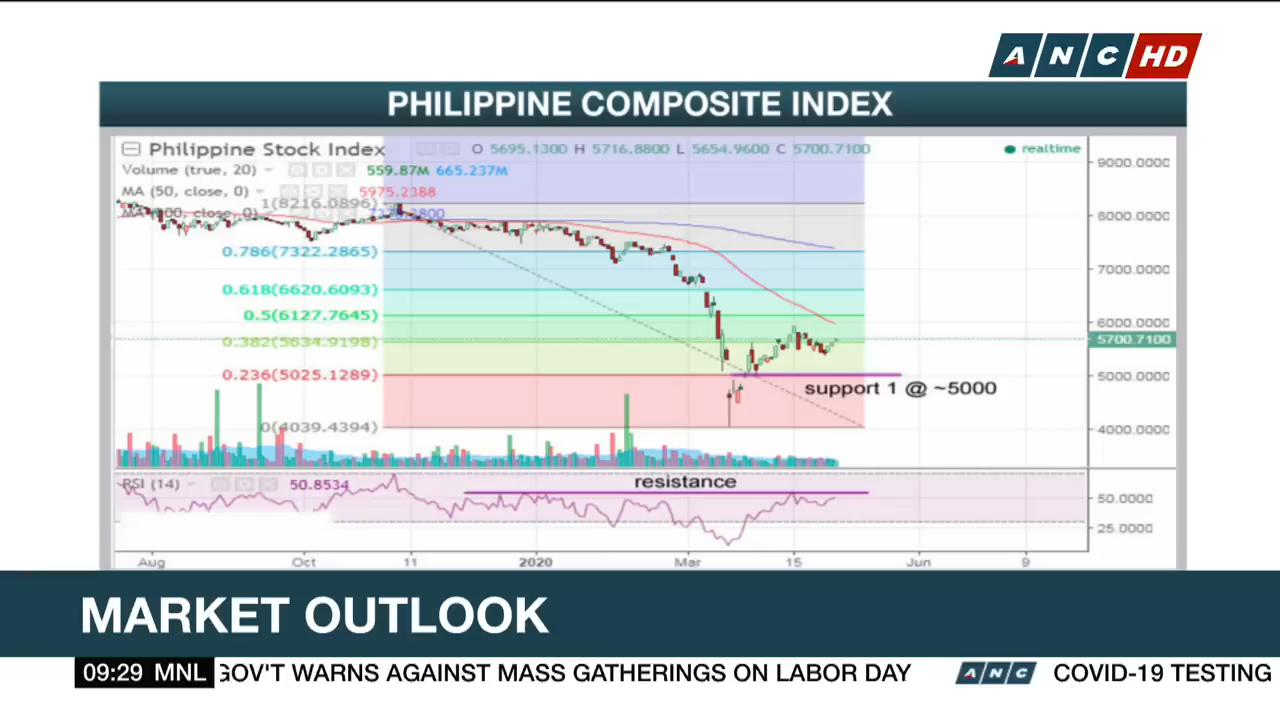 ANC HD
PHILIPPINE COMPOSITE INDEX
Philippine Stock Index O 5695.1300 H 5716.8800 L 5654.9600 C 5700.7100 realtime
Volume (true, 20) 559.87M 665.237M
MA (50, close, 0) 5975.2388
close, 0)
1(8216.0896)
0.786(7322.2865)
0.618(6620.6093)
0.5(6127.7645)
0.382(5634.9198)
0.236(5025.1289)
0(4039.4394)
9000.0000
8000.0000
7000.0000
6000.0000
5700.7100
5000.0000
4000.0000
support 1 @ ~5000
RSI (14) 50.8534
resistance
50.0000
25.0000
Aug Oct 11 2020 Mar 15 Jun 9
MARKET OUTLOOK
09:29 MNL GOV'T WARNS AGAINST MASS GATHERINGS ON LABOR DAY ANC COVID-19 TESTING